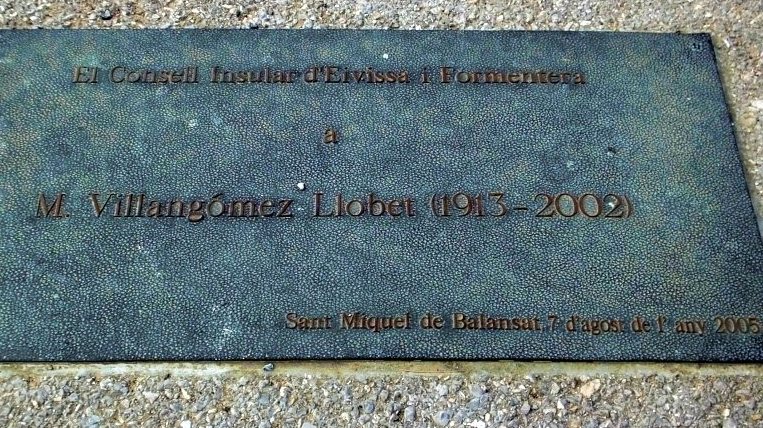 El Consell Insular d'Eivissa i Formentera
a
M. Villangómez Llobet (1913-2002)
Sant Miquel de Balansat, 7 d'agost de l'any 2005